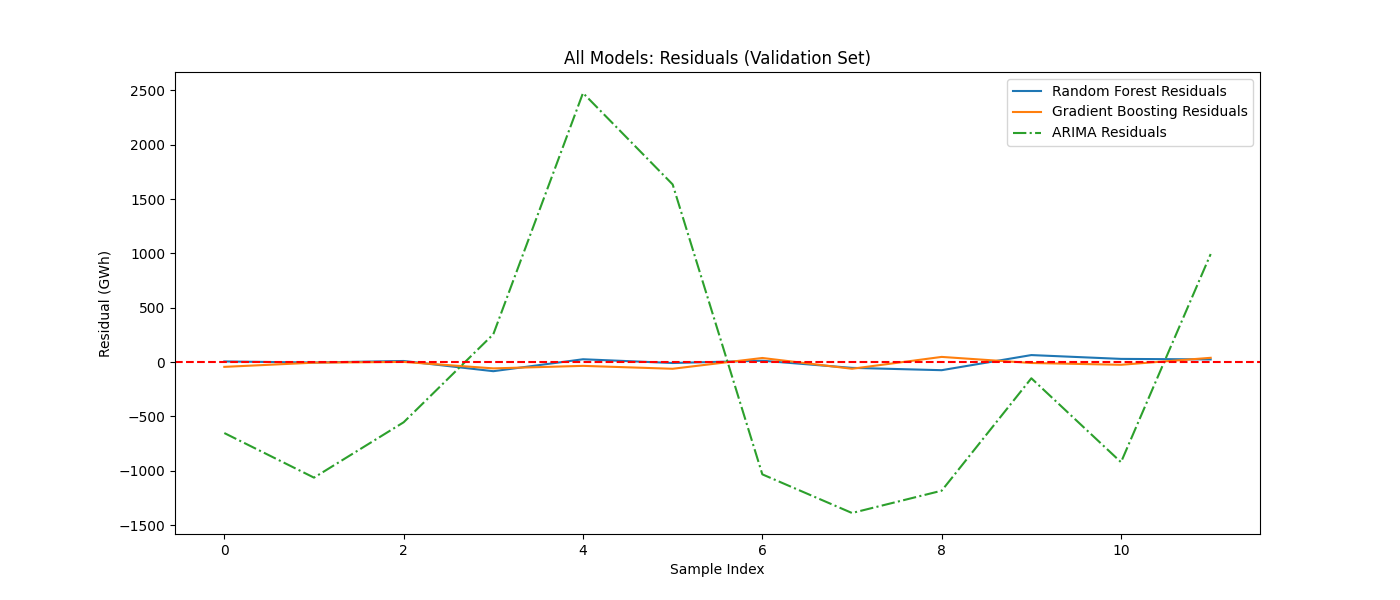 All Models: Residuals (Validation Set)
Random Forest Residuals
Gradient Boosting Residuals
ARIMA Residuals
Residual (GWh)
2500
2000
1500
1000
500
0
−500
−1000
−1500
0 2 4 6 8 10
Sample Index